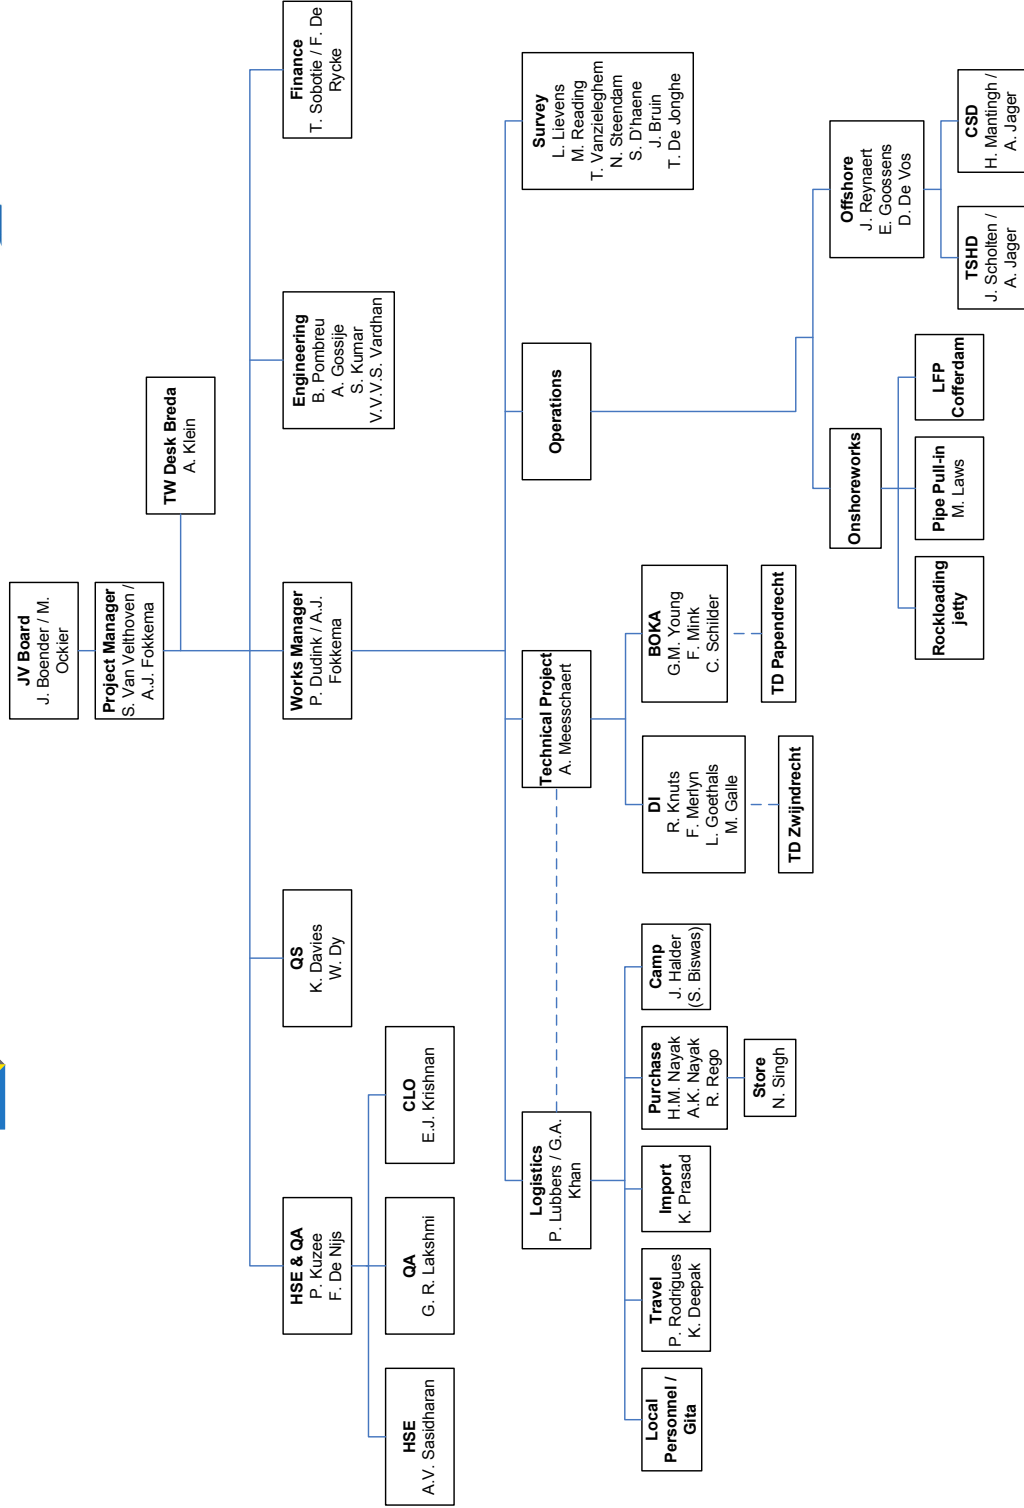 JV Board
J. Boender / M.
Ockier
Project Manager
S. Van Velthoven /
A.J. Fokkema
TW Desk Breda
A. Klein
HSE & QA
P. Kuzee
F. De Nijs
QS
K. Davies
W. Dy
Works Manager
P. Dudink / A.J.
Fokkema
Engineering
B. Pombreu
A. Gossije
S. Kumar
V.V.V.S. Vardhan
Finance
T. Sobotie / F. De
Rycke
HSE
A.V. Sasidharan
QA
G. R. Lakshmi
CLO
E.J. Krishnan
Logistics
P. Lubbers / G.A.
Khan
Technical Project
A. Meesschaert
Operations
Survey
L. Lievens
M. Reading
T. Vanzieleghem
N. Steendam
S. D'haene
J. Bruin
T. De Jonghe
Local
Personnel /
Gita
Travel
P. Rodrigues
K. Deepak
Import
K. Prasad
Purchase
H.M. Nayak
A.K. Nayak
R. Rego
Camp
J. Halder
(S. Biswas)
Store
N. Singh
DI
R. Knuts
F. Merlyn
L. Goethals
M. Galle
BOKA
G.M. Young
F. Mink
C. Schilder
TD Zwijndrecht
TD Papendrecht
Onshoreworks
Offshore
J. Reynaert
E. Goossens
D. De Vos
Rockloading
jetty
Pipe Pull-in
M. Laws
LFP
Cofferdam
TSHD
J. Scholten /
A. Jager
CSD
H. Mantingh /
A. Jager